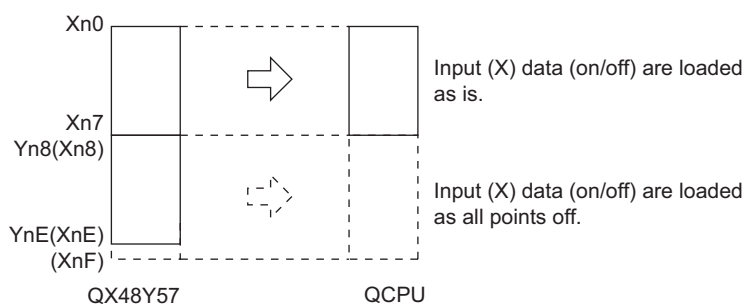 Xn0
Input (X) data (on/off) are loaded
as is.
Xn7
Yn8(Xn8)
Input (X) data (on/off) are loaded
as all points off.
YnE(XnE)
(XnF)
QX48Y57
QCPU